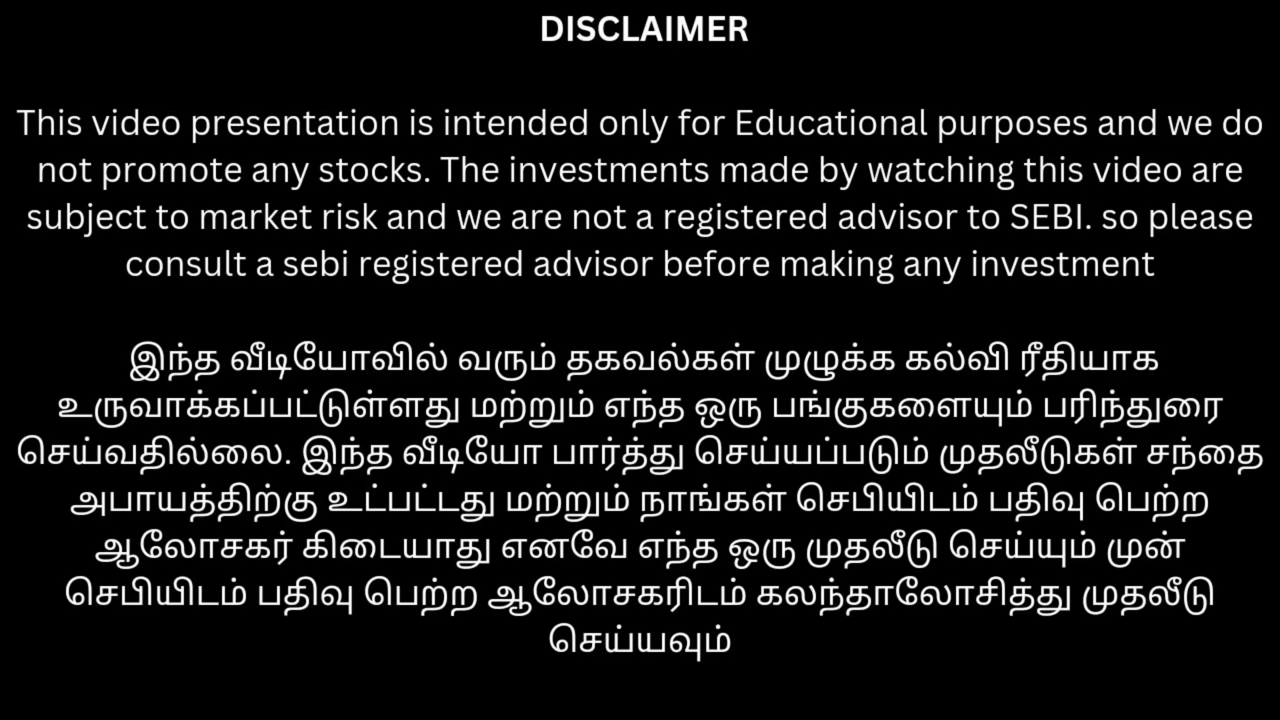 DISCLAIMER
This video presentation is intended only for Educational purposes and we do
not promote any stocks. The investments made by watching this video are
subject to market risk and we are not a registered advisor to SEBI. so please
consult a sebi registered advisor before making any investment
இந்த வீடியோவில் வரும் தகவல்கள் முழுக்க கல்வி ரீதியாக
உருவாக்கப்பட்டுள்ளது மற்றும் எந்த ஒரு பங்குகளையும் பரிந்துரை
செய்வதில்லை. இந்த வீடியோ பார்த்து செய்யப்படும் முதலீடுகள் சந்தை
அபாயத்திற்கு உட்பட்டது மற்றும் நாங்கள் செபியிடம் பதிவு பெற்ற
ஆலோசகர் கிடையாது எனவே எந்த ஒரு முதலீடு செய்யும் முன்
செபியிடம் பதிவு பெற்ற ஆலோசகரிடம் கலந்தாலோசித்து முதலீடு
செய்யவும்